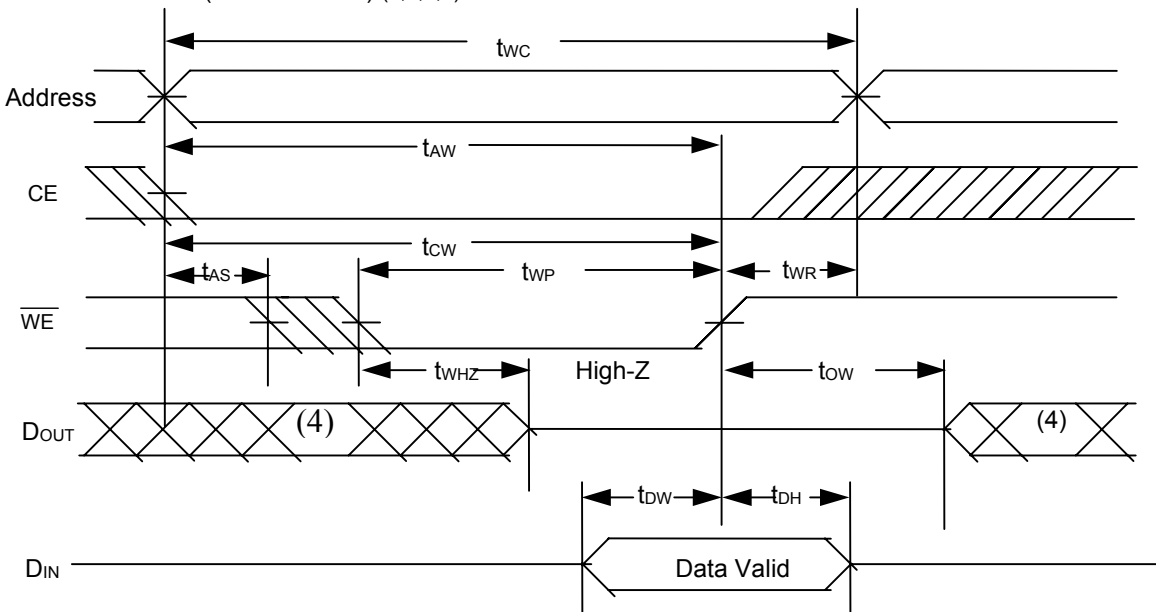 tWC
Address
tAW
CE
tCW
tAS
tWP
tWR
WE
tWHZ
High-Z
tOW
DOUT
(4)
(4)
tDW
tDH
DIN
Data Valid